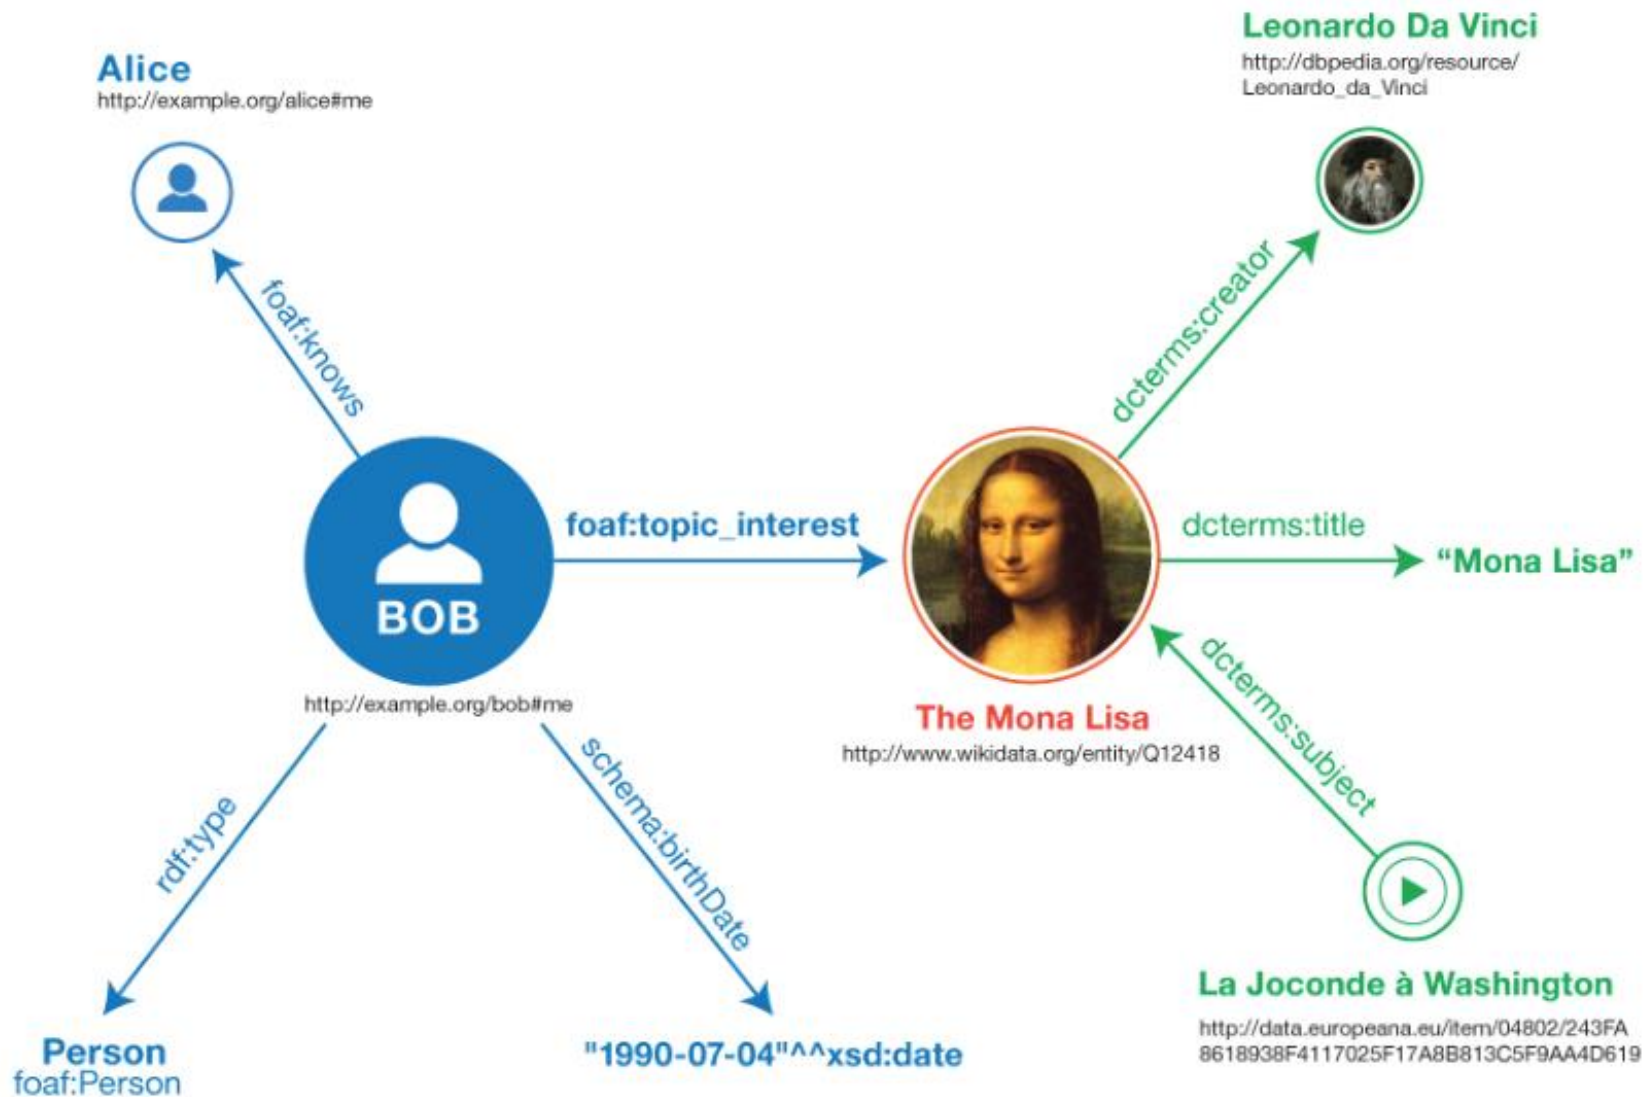 Leonardo Da Vinci
http://dbpedia.org/resource/
Leonardo_da_Vinci
Alice
http://example.org/alice#me
foaf:knows
dcterms:creator
foaf:topic_interest
dcterms:title
“Mona Lisa”
BOB
http://example.org/bob#me
The Mona Lisa
http://www.wikidata.org/entity/Q12418
dcterms:subject
rdf:type
schema:birthDate
La Joconde à Washington
http://data.europeana.eu/item/04802/243FA
8618938F4117025F17A8B813C5F9AA4D619
Person
foaf:Person
"1990-07-04"^^xsd:date